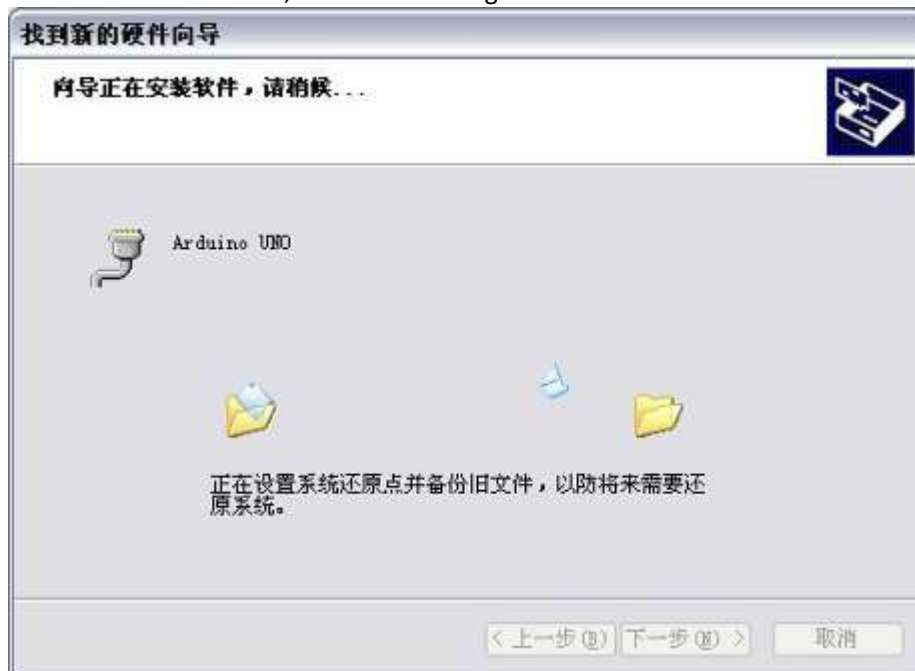 找到新的硬件向导
向导正在安装软件，请稍候...
Arduino UNO
正在设置系统还原点并备份旧文件，以防将来需要还
原系统。
< 上一步(B) 下一步(N) > 取消